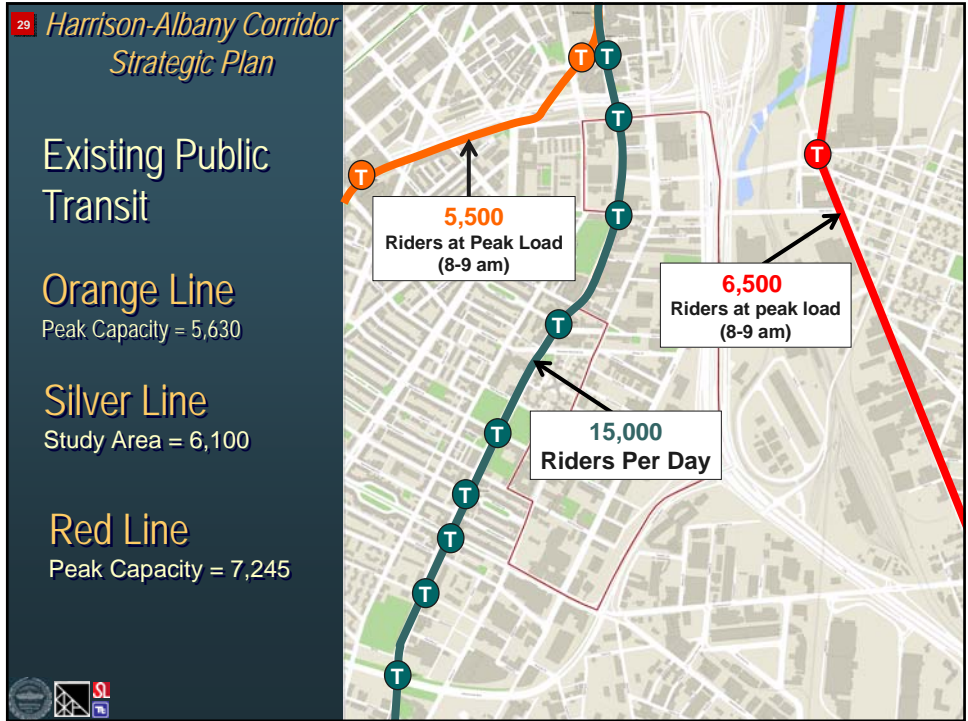 29
Harrison-Albany Corridor
Strategic Plan
Existing Public
Transit
Orange Line
Peak Capacity = 5,630
Silver Line
Study Area = 6,100
Red Line
Peak Capacity = 7,245
T
T
T
T
T
T
T
T
T
T
T
T
T
5,500
Riders at Peak Load
(8-9 am)
6,500
Riders at peak load
(8-9 am)
15,000
Riders Per Day
SL